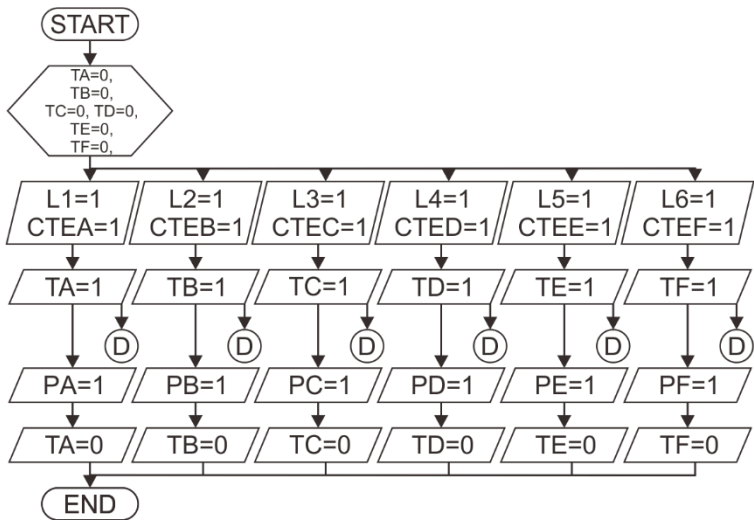 START
TA=0,
TB=0,
TC=0, TD=0,
TE=0,
TF=0,
L1=1 L2=1 L3=1 L4=1 L5=1 L6=1
CTEA=1 CTEB=1 CTEC=1 CTED=1 CTEE=1 CTEF=1
TA=1 TB=1 TC=1 TD=1 TE=1 TF=1
D D D D D D
PA=1 PB=1 PC=1 PD=1 PE=1 PF=1
TA=0 TB=0 TC=0 TD=0 TE=0 TF=0
END